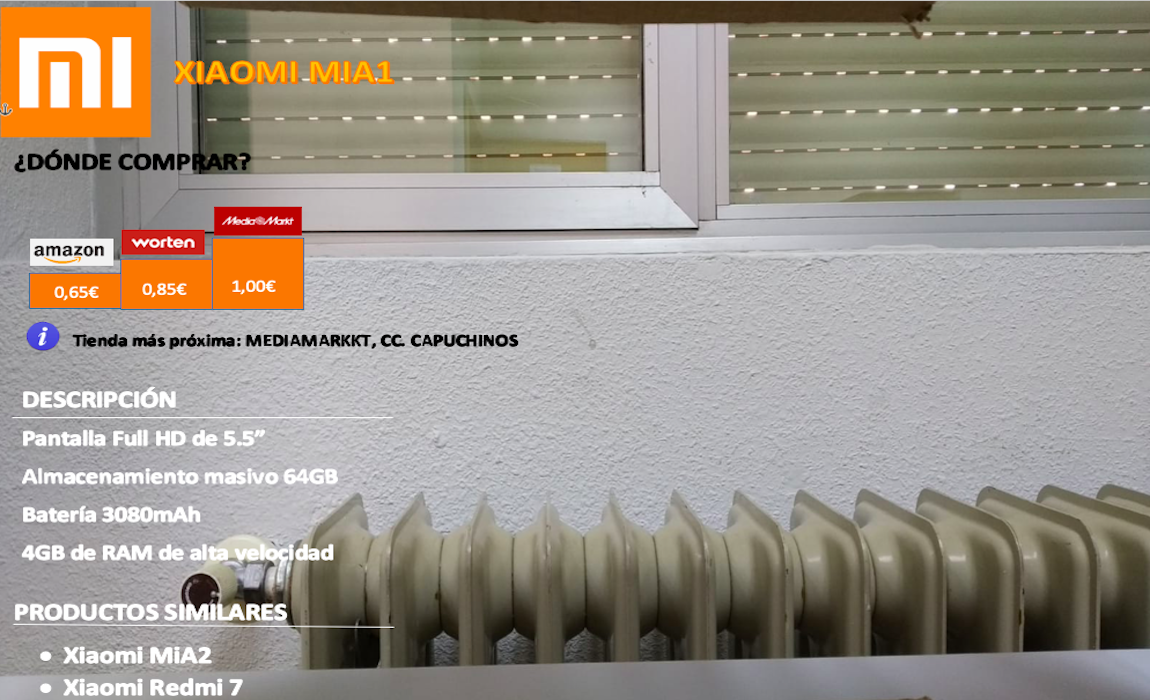 mi
XIAOMI MIA1
¿DÓNDE COMPRAR?
amazon
worten
Media Markt
0,65€
0,85€
1,00€
i
Tienda más próxima: MEDIAMARKKT, CC. CAPUCHINOS
DESCRIPCIÓN
Pantalla Full HD de 5.5”
Almacenamiento masivo 64GB
Batería 3080mAh
4GB de RAM de alta velocidad
PRODUCTOS SIMILARES
• Xiaomi MiA2
• Xiaomi Redmi 7